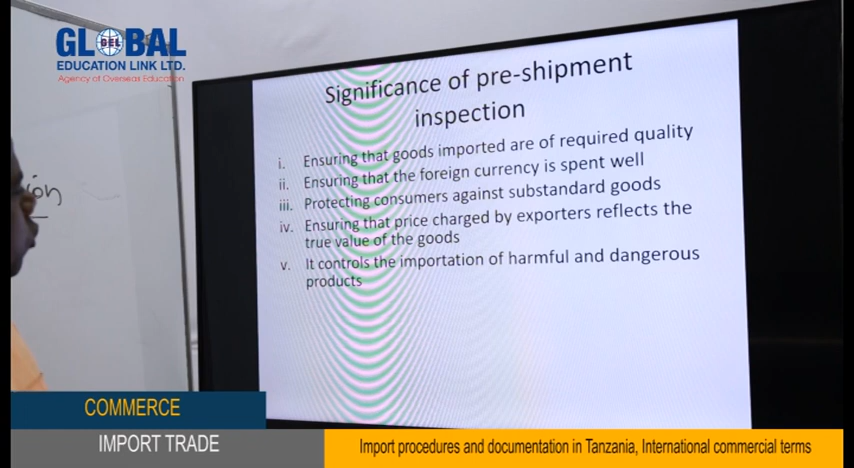 GLOBAL
GEL
EDUCATION LINK LTD.
Agency of Overseas Education
Significance of pre-shipment
inspection
i. Ensuring that goods imported are of required quality
ii. Ensuring that the foreign currency is spent well
iii. Protecting consumers against substandard goods
iv. Ensuring that price charged by exporters reflects the
true value of the goods
v. It controls the importation of harmful and dangerous
products
COMMERCE
IMPORT TRADE
Import procedures and documentation in Tanzania, International commercial terms